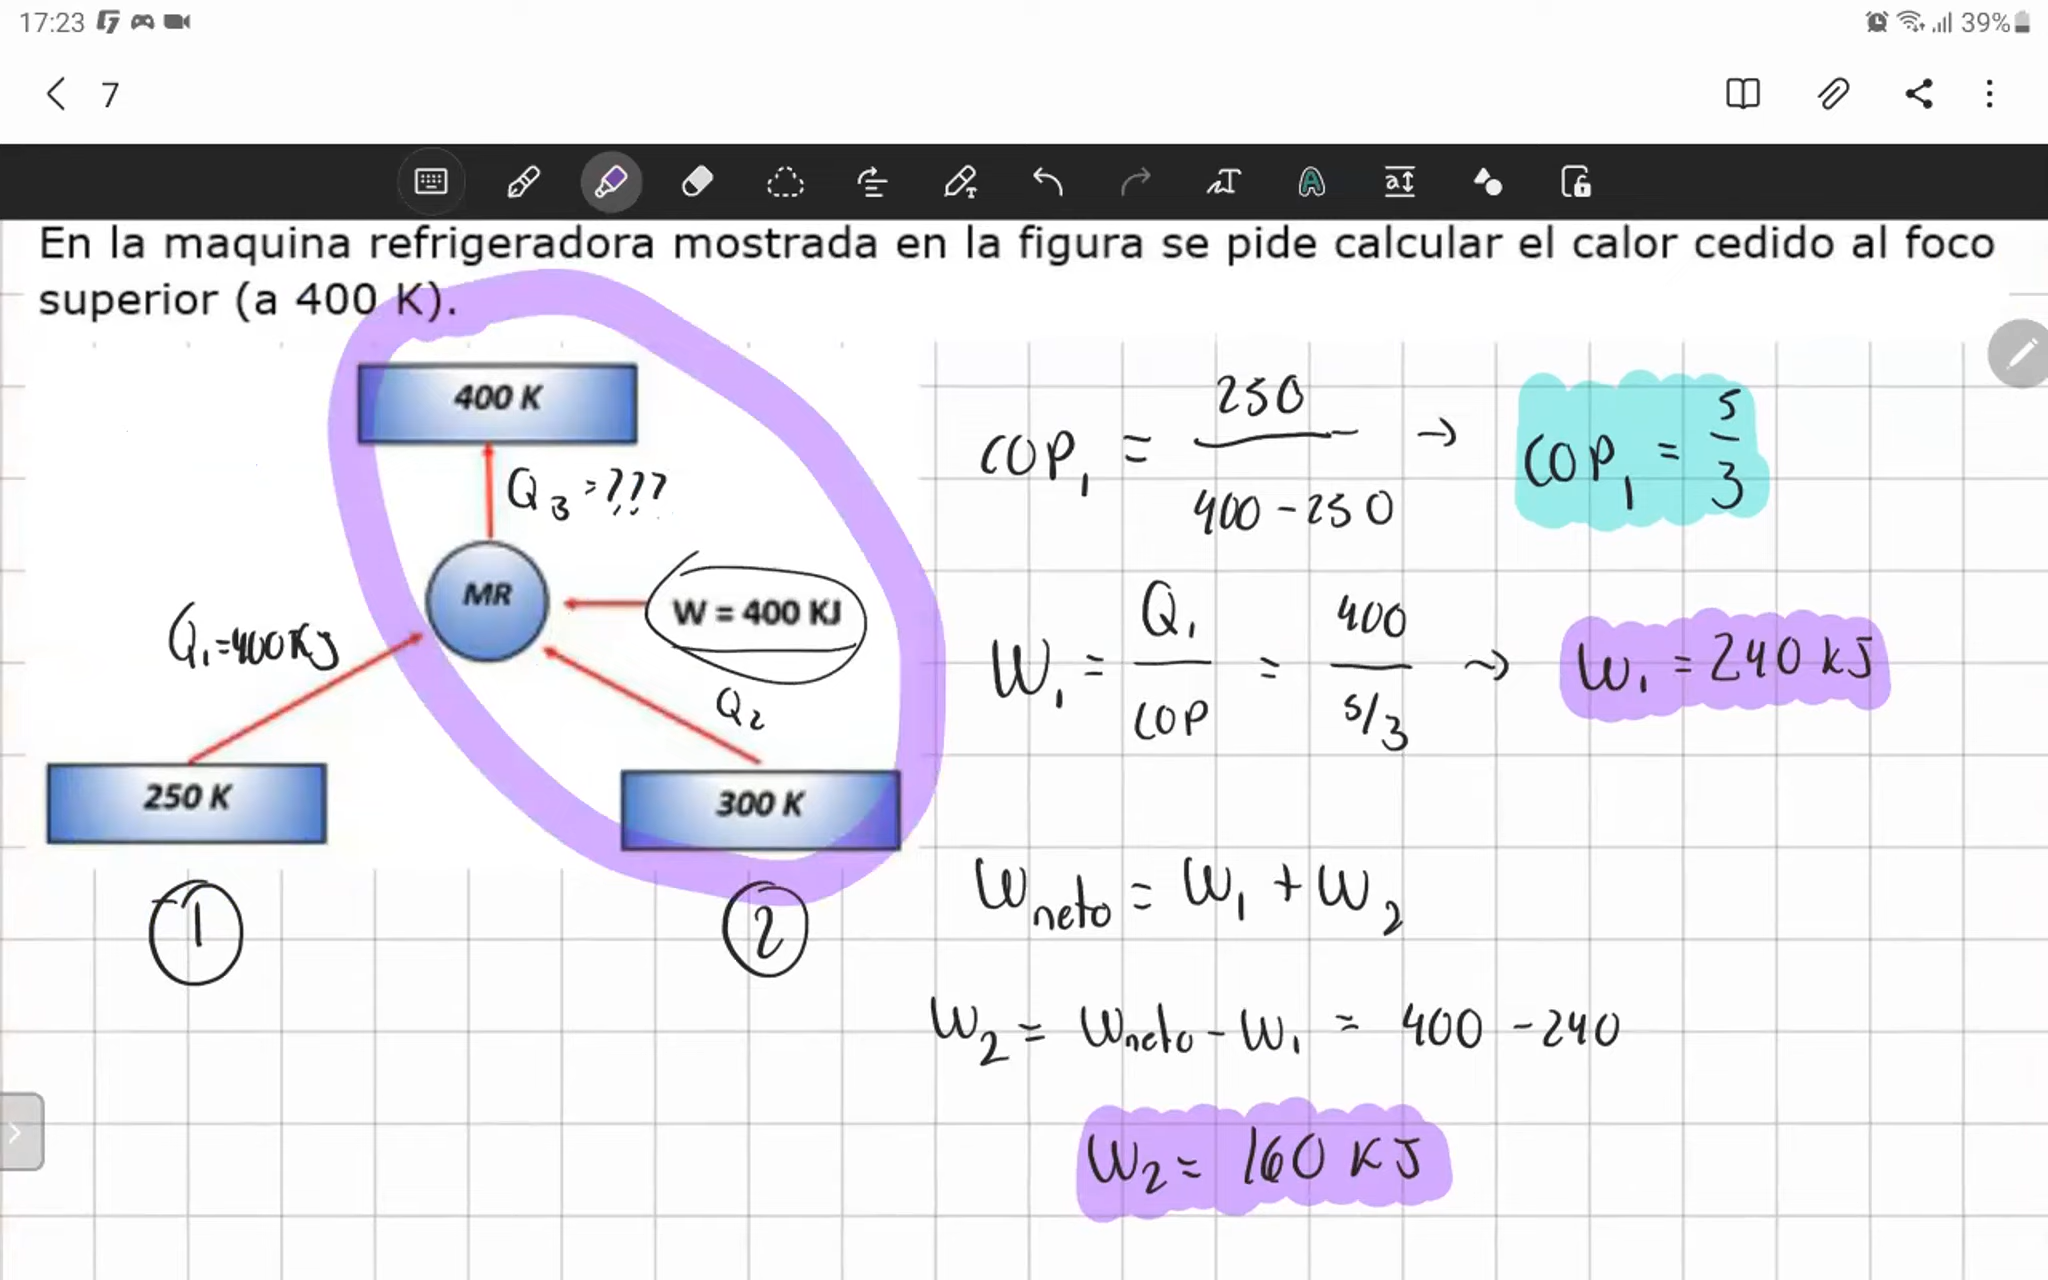 17:23 39%
7
En la maquina refrigeradora mostrada en la figura se pide calcular el calor cedido al foco
superior (a 400 K).
400 K
Q3 = ???
MR
W = 400 KJ
Q1=400KJ
Q2
250 K
300 K
1
2
COP1 = 250 / 400 - 250 → COP1 = 5/3
W1 = Q1 / COP = 400 / 5/3 → W1 = 240 KJ
Wneto = W1 + W2
W2 = Wneto - W1 = 400 - 240
W2 = 160 KJ